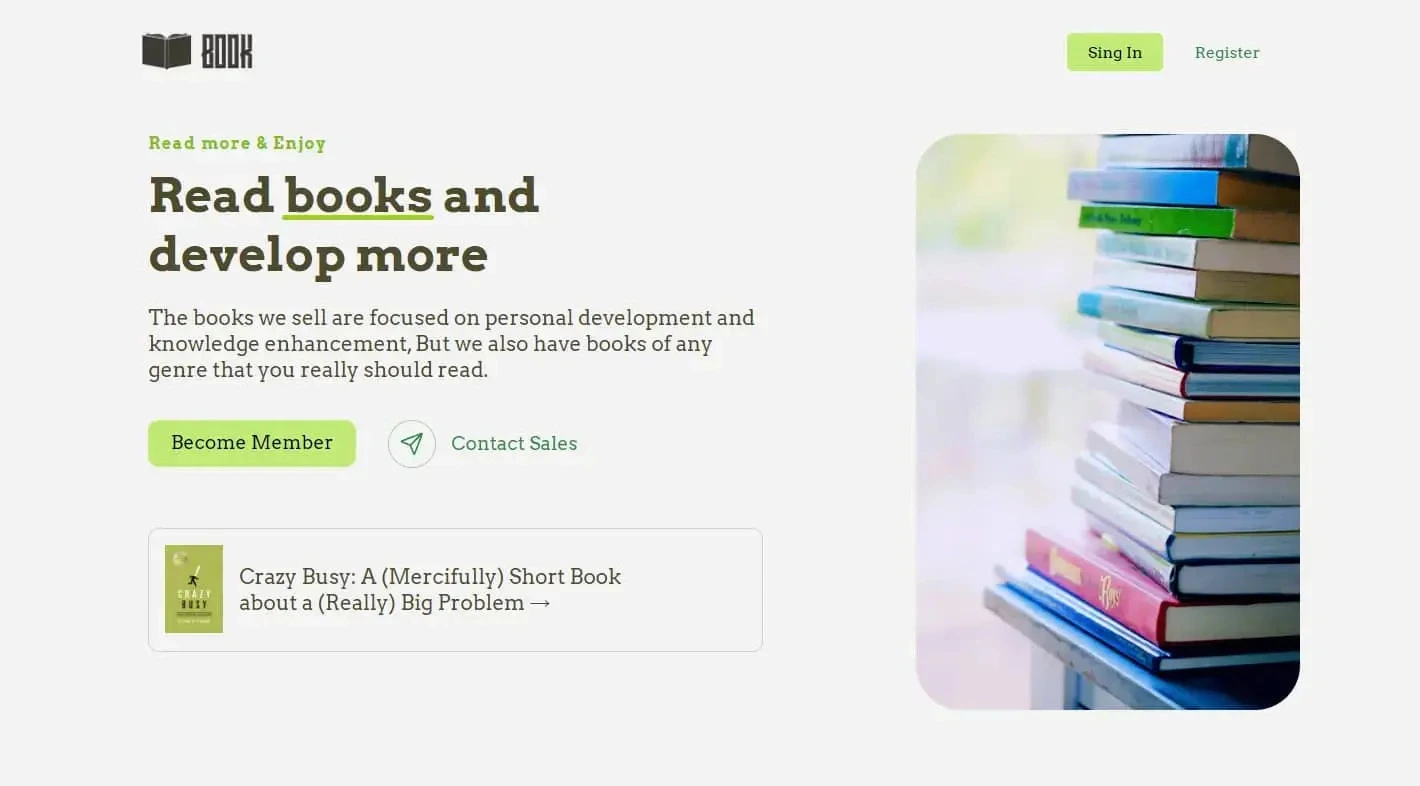 BOOK
Sing In
Register
Read more & Enjoy
Read books and
develop more
The books we sell are focused on personal development and
knowledge enhancement, But we also have books of any
genre that you really should read.
Become Member
Contact Sales
CRAZY
BUSY
Crazy Busy: A (Mercifully) Short Book
about a (Really) Big Problem →
Boys